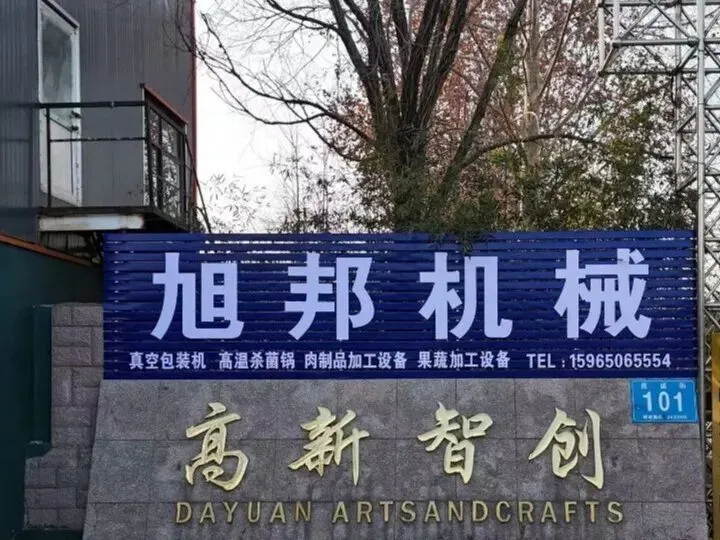 旭邦机械
真空包装机 高温杀菌锅 肉制品加工设备 果蔬加工设备 TEL:15965065554
101
高新智创
DAYUAN ARTSANDCRAFTS